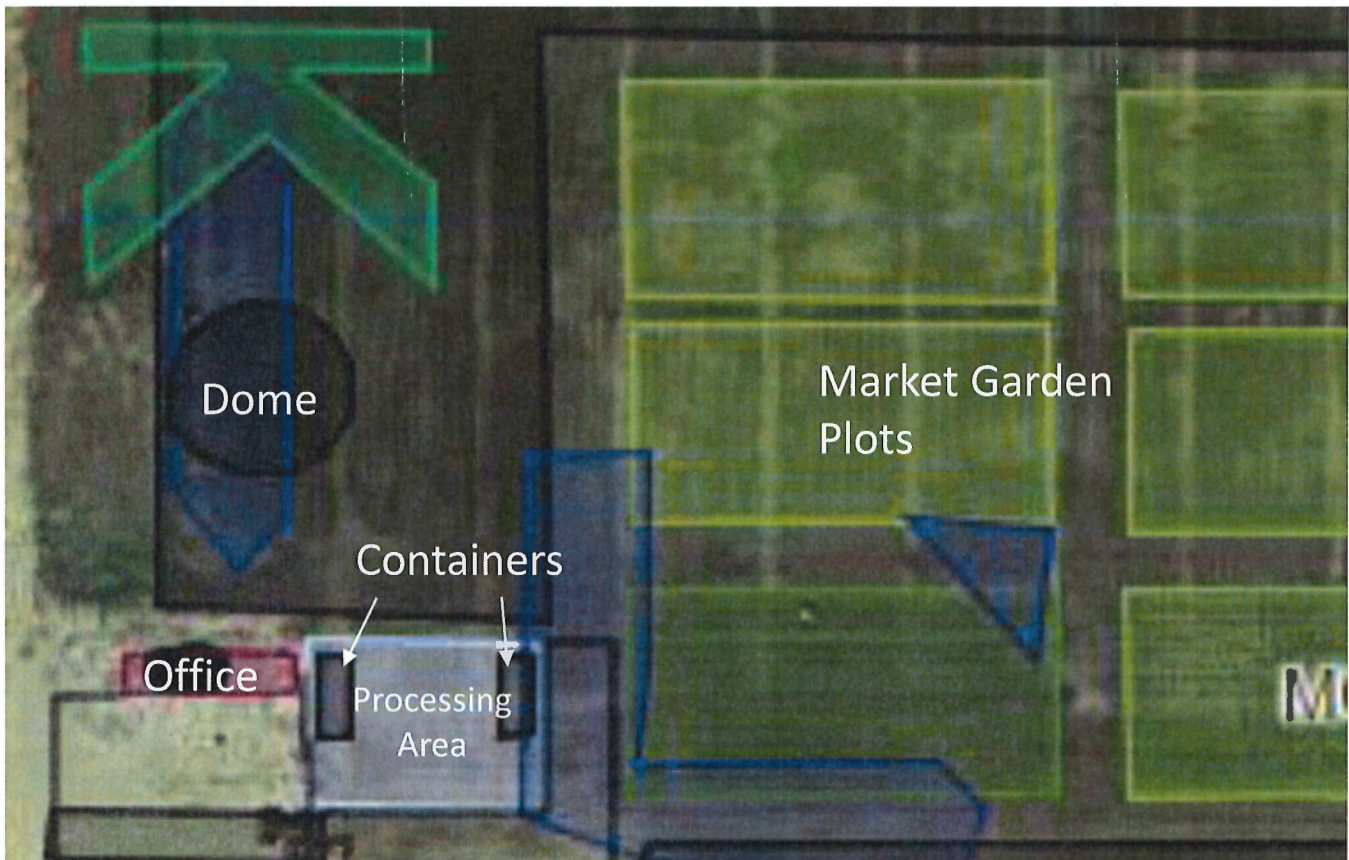 Dome
Market Garden
Plots
Containers
Office
Processing
Area